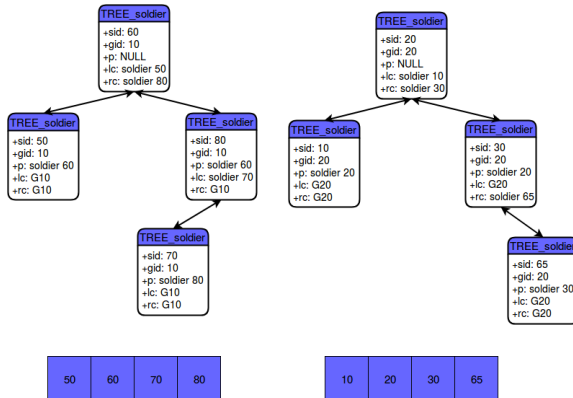 TREE_soldier
+sid: 60
+gid: 10
+p: NULL
+lc: soldier 50
+rc: soldier 80
TREE_soldier
+sid: 20
+gid: 20
+p: NULL
+lc: soldier 10
+rc: soldier 30
TREE_soldier
+sid: 50
+gid: 10
+p: soldier 60
+lc: G10
+rc: G10
TREE_soldier
+sid: 80
+gid: 10
+p: soldier 60
+lc: soldier 70
+rc: G10
TREE_soldier
+sid: 10
+gid: 20
+p: soldier 20
+lc: G20
+rc: G20
TREE_soldier
+sid: 30
+gid: 20
+p: soldier 20
+lc: G20
+rc: soldier 65
TREE_soldier
+sid: 70
+gid: 10
+p: soldier 80
+lc: G10
+rc: G10
TREE_soldier
+sid: 65
+gid: 20
+p: soldier 30
+lc: G20
+rc: G20
50 60 70 80
10 20 30 65